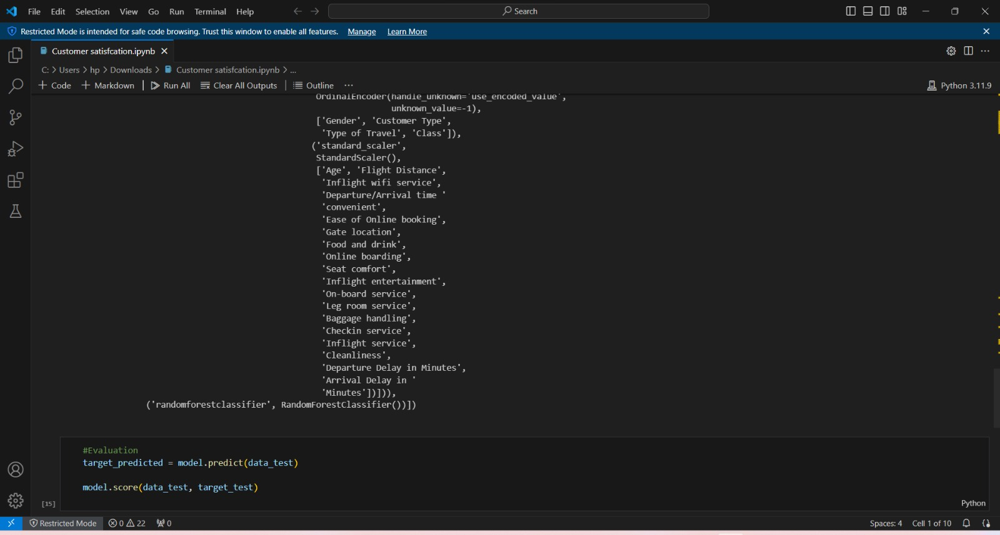 File Edit Selection View Go Run Terminal Help Search
Restricted Mode is intended for safe code browsing. Trust this window to enable all features. Manage Learn More
Customer satisfcation.ipynb
C: > Users > hp > Downloads > Customer satisfcation.ipynb > ...
+ Code + Markdown | Run All Clear All Outputs | Outline ... Python 3.11.9
OrdinalEncoder(handle_unknown='use_encoded_value',
unknown_value=-1),
['Gender', 'Customer Type',
'Type of Travel', 'Class']),
('standard_scaler',
StandardScaler(),
['Age', 'Flight Distance',
'Inflight wifi service',
'Departure/Arrival time '
'convenient',
'Ease of Online booking',
'Gate location',
'Food and drink',
'Online boarding',
'Seat comfort',
'Inflight entertainment',
'On-board service',
'Leg room service',
'Baggage handling',
'Checkin service',
'Inflight service',
'Cleanliness',
'Departure Delay in Minutes',
'Arrival Delay in '
'Minutes'])])),
('randomforestclassifier', RandomForestClassifier())])
#Evaluation
target_predicted = model.predict(data_test)
model.score(data_test, target_test)
[15] Python
Restricted Mode 0 22 0 Spaces: 4 Cell 1 of 10